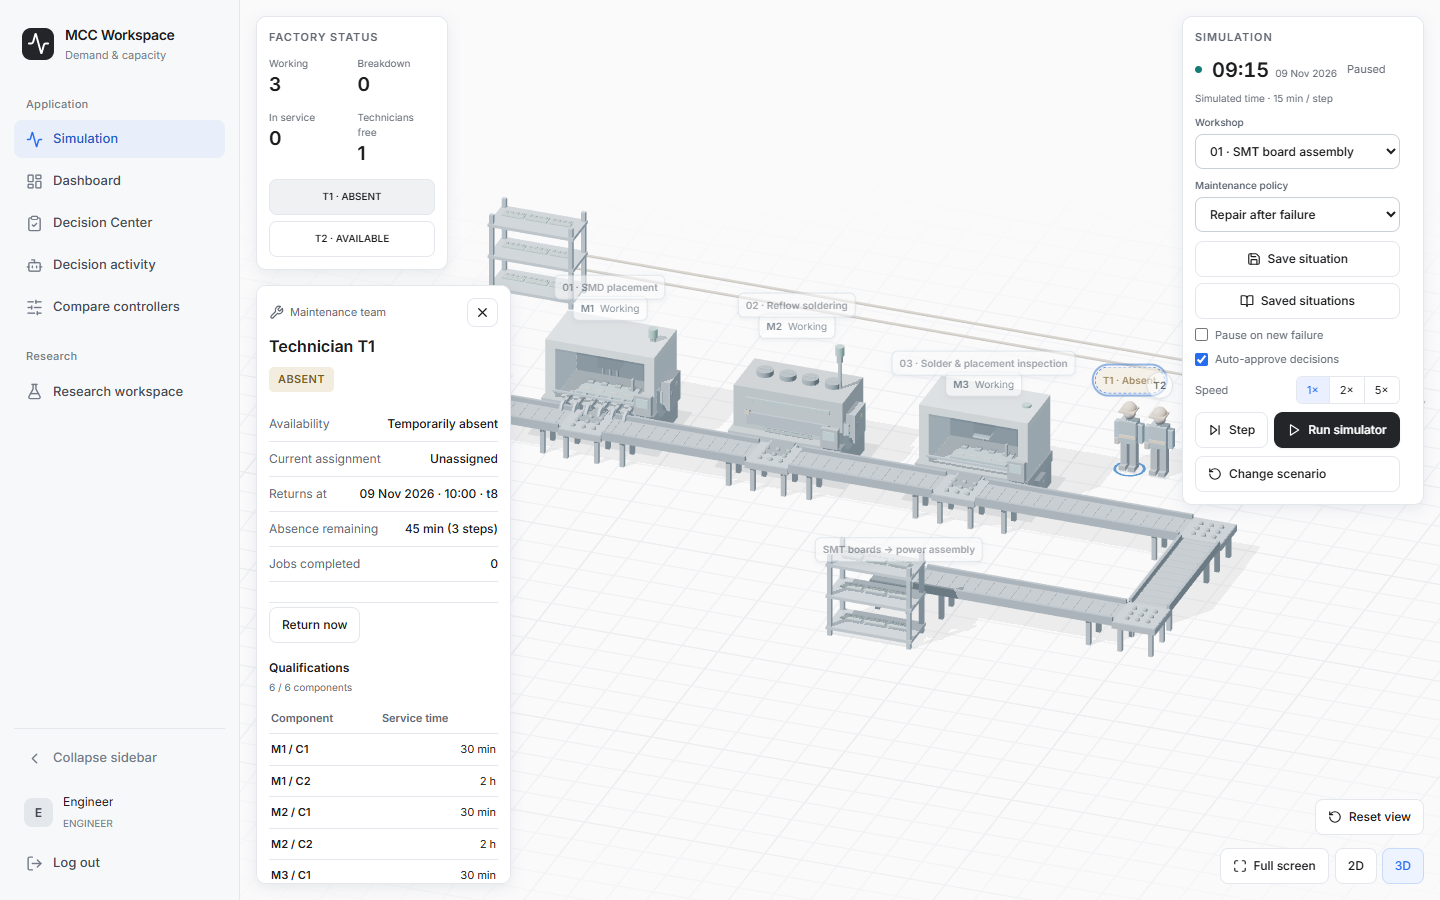 MCC Workspace
Demand & capacity
Application
Simulation
Dashboard
Decision Center
Decision activity
Compare controllers
Research
Research workspace
Collapse sidebar
E
Engineer
ENGINEER
Log out
FACTORY STATUS
Working
Breakdown
3
0
In service
Technicians free
0
1
T1 · ABSENT
T2 · AVAILABLE
Maintenance team
Technician T1
ABSENT
Availability Temporarily absent
Current assignment Unassigned
Returns at 09 Nov 2026 · 10:00 · t8
Absence remaining 45 min (3 steps)
Jobs completed 0
Return now
Qualifications
6 / 6 components
Component Service time
M1 / C1 30 min
M1 / C2 2 h
M2 / C1 30 min
M2 / C2 2 h
M3 / C1 30 min
01 · SMD placement
M1 Working
02 · Reflow soldering
M2 Working
03 · Solder & placement inspection
M3 Working
T1 · Absent
T2
SMT boards → power assembly
SIMULATION
09:15 09 Nov 2026 Paused
Simulated time · 15 min / step
Workshop
01 · SMT board assembly
Maintenance policy
Repair after failure
Save situation
Saved situations
Pause on new failure
Auto-approve decisions
Speed 1× 2× 5×
Step
Run simulator
Change scenario
Reset view
Full screen
2D
3D